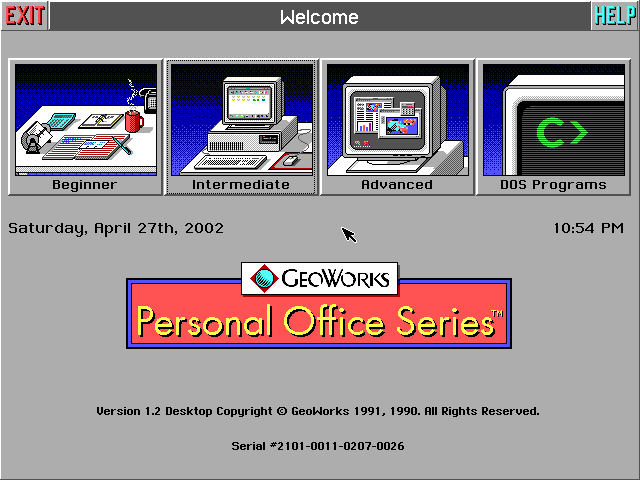 EXIT
Welcome
HELP
C>
Beginner
Intermediate
Advanced
DOS Programs
Saturday, April 27th, 2002
10:54 PM
GEOWORKS
Personal Office Series™
Version 1.2 Desktop Copyright © GeoWorks 1991, 1990. All Rights Reserved.
Serial #2101-0011-0207-0026